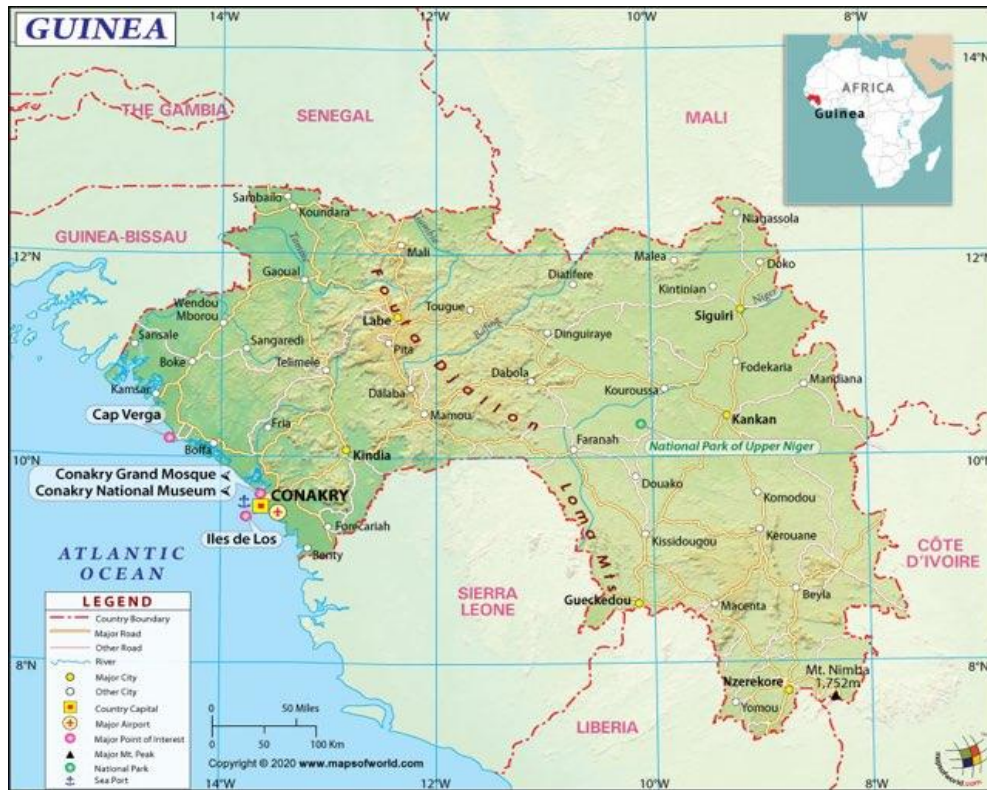 GUINEA
14°W
12°W
10°W
8°W
14°N
14°N
THE GAMBIA
SENEGAL
MALI
AFRICA
Guinea
Sambailo
Koundara
Niagassola
GUINEA-BISSAU
12°N
12°N
Mali
Malea
Doko
Gaoual
Diatifere
Kintinian
Wendou
Mborou
Tougue
Bafing
Niger
Labe
Siguiri
Fouta Djallon
Sansale
Sangaredi
Pita
Dinguiraye
Boke
Telimele
Fodekaria
Kamsar
Dalaba
Dabola
Kouroussa
Mandiana
Cap Verga
Mamou
Kankan
Fria
Boffa
Kindia
Faranah
National Park of Upper Niger
10°N
10°N
Conakry Grand Mosque
Conakry National Museum
CONAKRY
Douako
Komodou
Loma Mts
Iles de Los
Forecariah
Kissidougou
Kerouane
Benty
ATLANTIC
OCEAN
CÔTE
D'IVOIRE
SIERRA
LEONE
Gueckedou
Macenta
Beyla
LEGEND
Country Boundary
Major Road
Other Road
River
Major City
Other City
Country Capital
Major Airport
Major Point of Interest
Major Mt. Peak
National Park
Sea Port
8°N
8°N
Nzerekore
Mt. Nimba
1,752m
Yomou
LIBERIA
0 50 Miles
0 50 100 Km
Copyright © 2020 www.mapsofworld.com
14°W
12°W
10°W
8°W